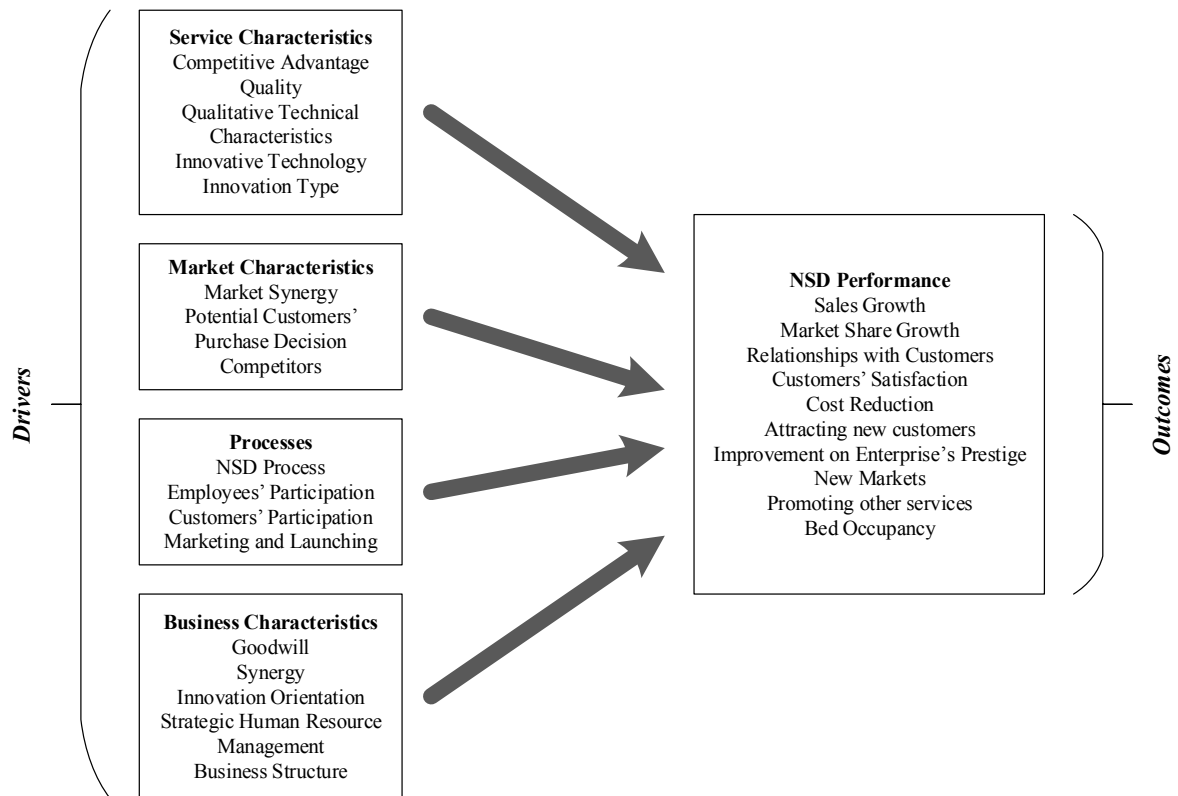 Drivers
Service Characteristics
Competitive Advantage
Quality
Qualitative Technical
Characteristics
Innovative Technology
Innovation Type
Market Characteristics
Market Synergy
Potential Customers’
Purchase Decision
Competitors
Processes
NSD Process
Employees’ Participation
Customers’ Participation
Marketing and Launching
Business Characteristics
Goodwill
Synergy
Innovation Orientation
Strategic Human Resource
Management
Business Structure
NSD Performance
Sales Growth
Market Share Growth
Relationships with Customers
Customers’ Satisfaction
Cost Reduction
Attracting new customers
Improvement on Enterprise’s Prestige
New Markets
Promoting other services
Bed Occupancy
Outcomes